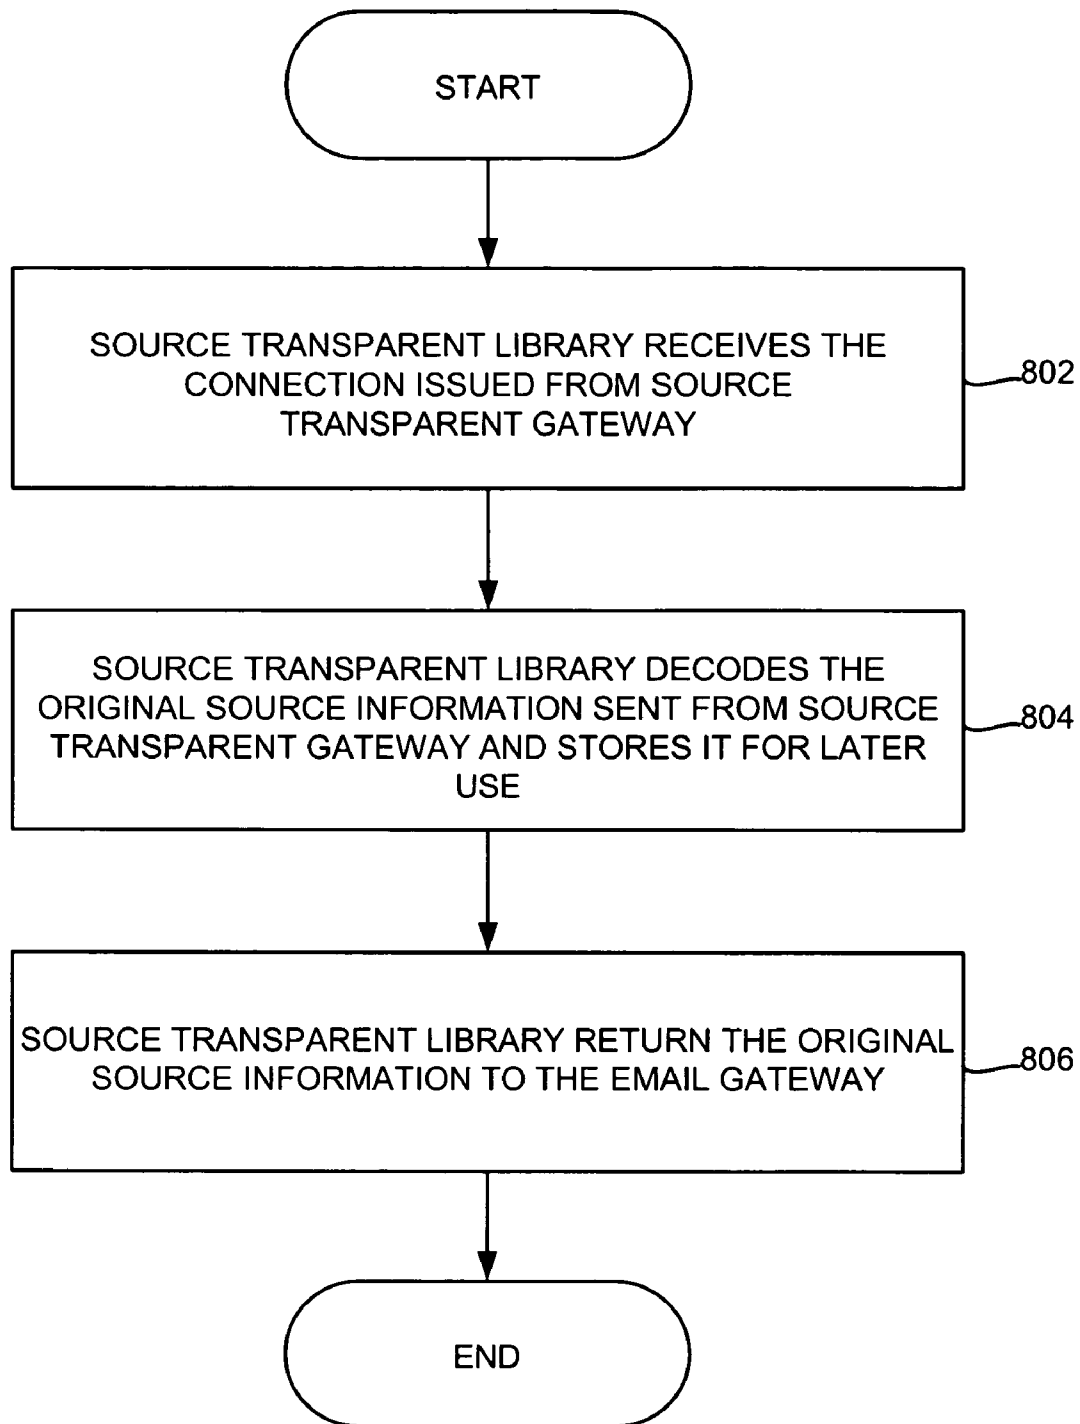 START
SOURCE TRANSPARENT LIBRARY RECEIVES THE
CONNECTION ISSUED FROM SOURCE
TRANSPARENT GATEWAY
802
SOURCE TRANSPARENT LIBRARY DECODES THE
ORIGINAL SOURCE INFORMATION SENT FROM SOURCE
TRANSPARENT GATEWAY AND STORES IT FOR LATER
USE
804
SOURCE TRANSPARENT LIBRARY RETURN THE ORIGINAL
SOURCE INFORMATION TO THE EMAIL GATEWAY
806
END